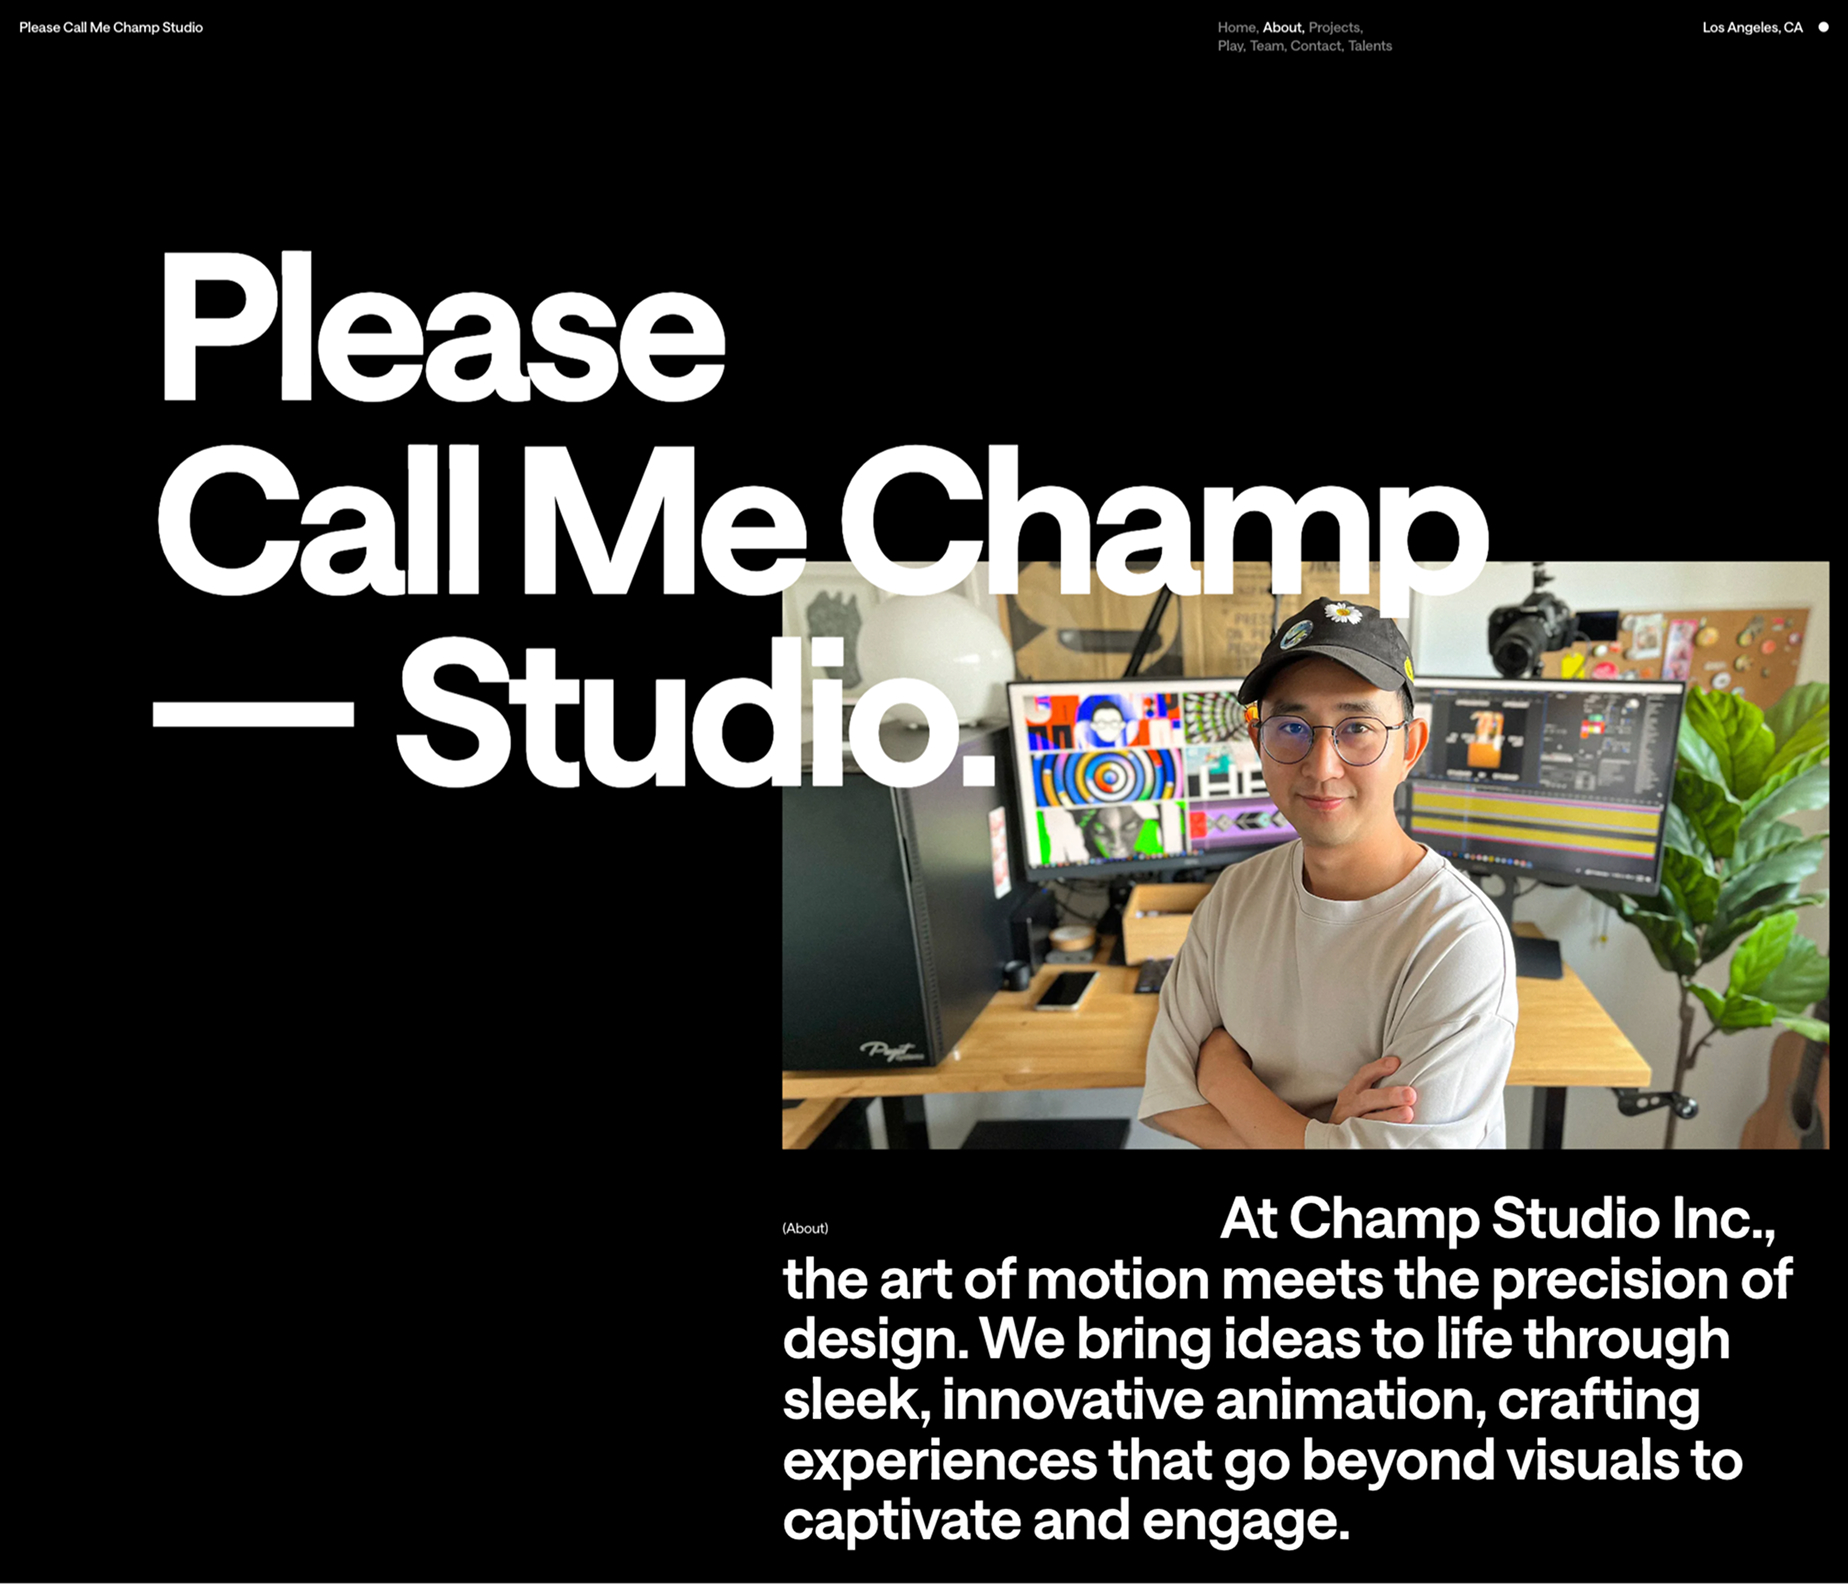 Please Call Me Champ Studio
Home, About, Projects,
Play, Team, Contact, Talents
Los Angeles, CA
Please
Call Me Champ
— Studio.
Puget
(About)
At Champ Studio Inc.,
the art of motion meets the precision of
design. We bring ideas to life through
sleek, innovative animation, crafting
experiences that go beyond visuals to
captivate and engage.